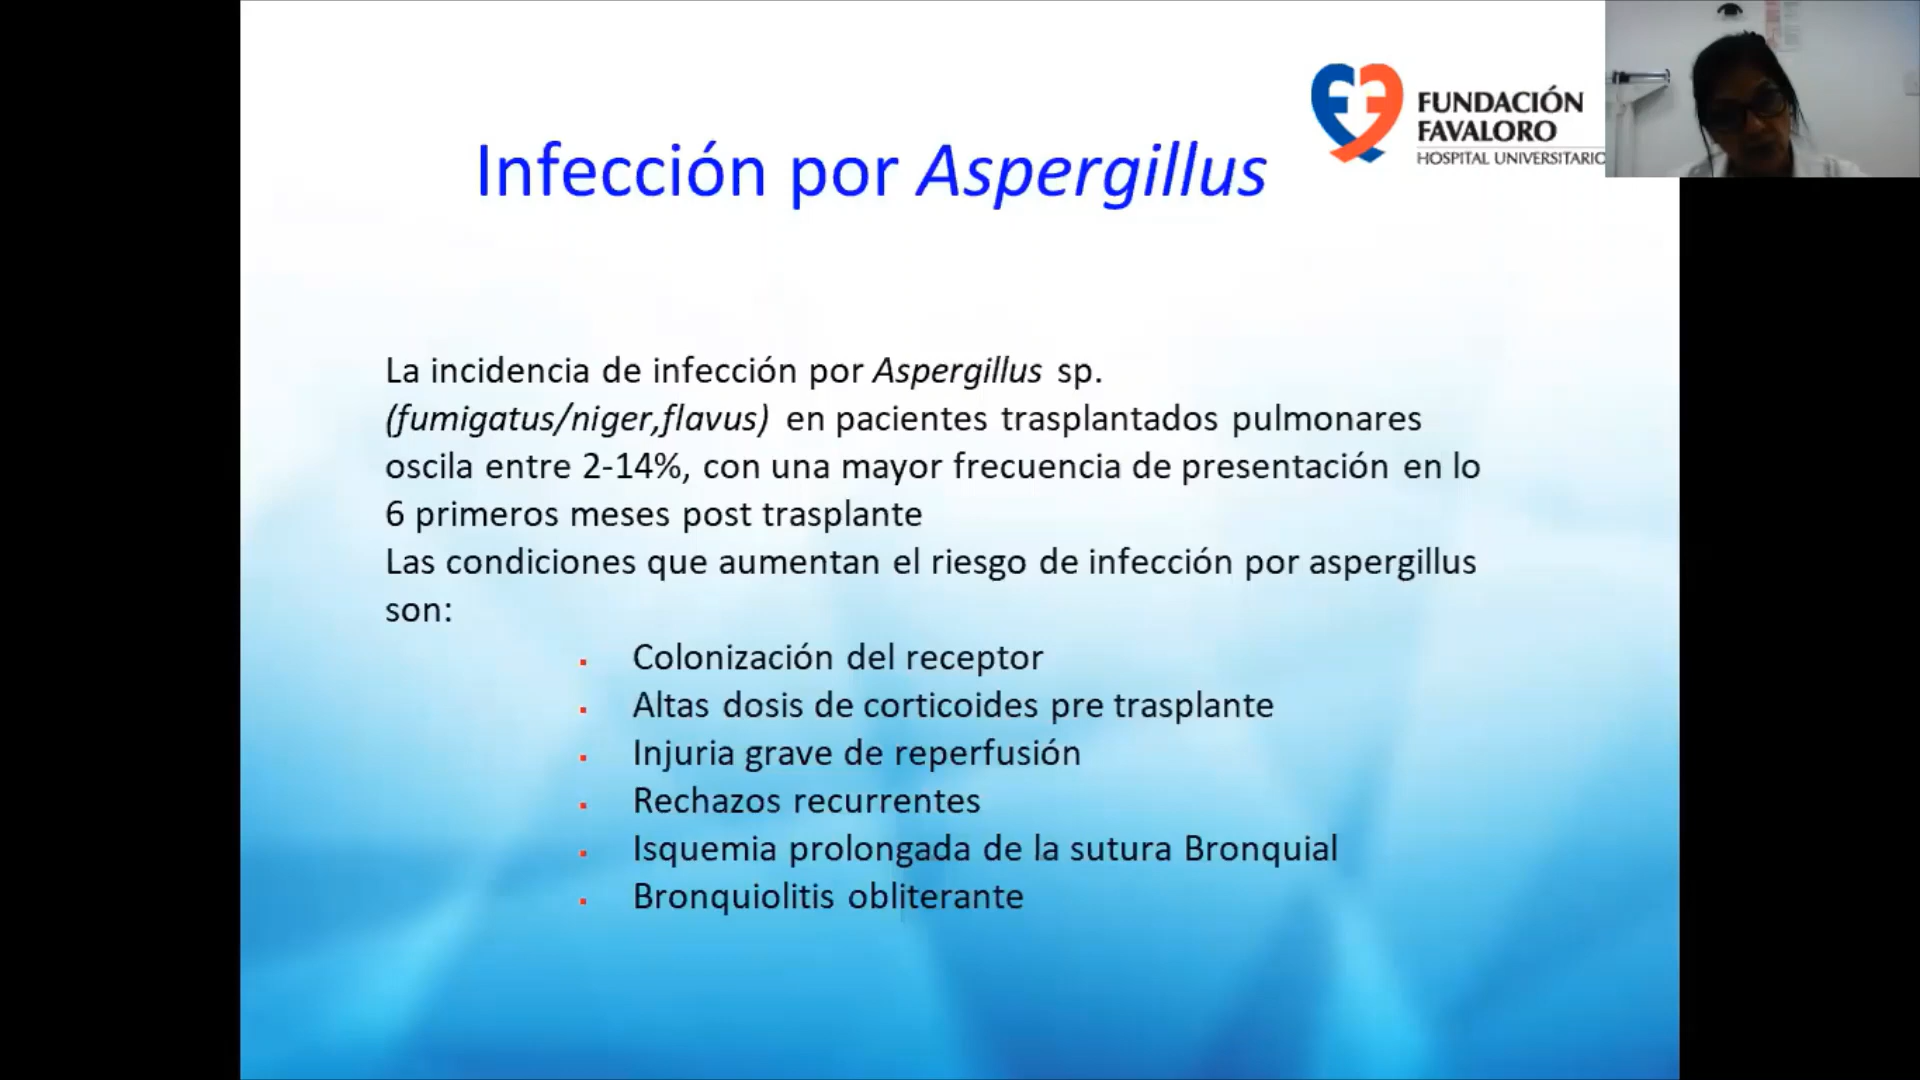 Infección por Aspergillus
FUNDACIÓN
FAVALORO
HOSPITAL UNIVERSITARIO
La incidencia de infección por Aspergillus sp.
(fumigatus/niger,flavus) en pacientes trasplantados pulmonares
oscila entre 2-14%, con una mayor frecuencia de presentación en lo
6 primeros meses post trasplante
Las condiciones que aumentan el riesgo de infección por aspergillus
son:
▪ Colonización del receptor
▪ Altas dosis de corticoides pre trasplante
▪ Injuria grave de reperfusión
▪ Rechazos recurrentes
▪ Isquemia prolongada de la sutura Bronquial
▪ Bronquiolitis obliterante